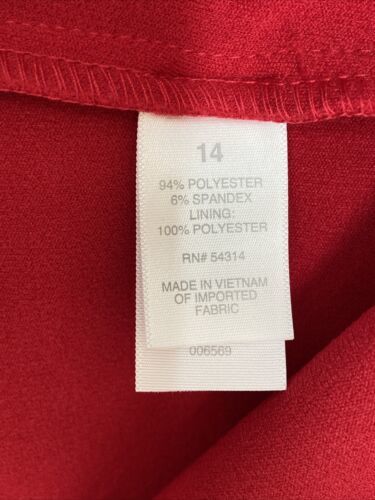 14
94% POLYESTER
6% SPANDEX
LINING:
100% POLYESTER
RN# 54314
MADE IN VIETNAM
OF IMPORTED
FABRIC
006569